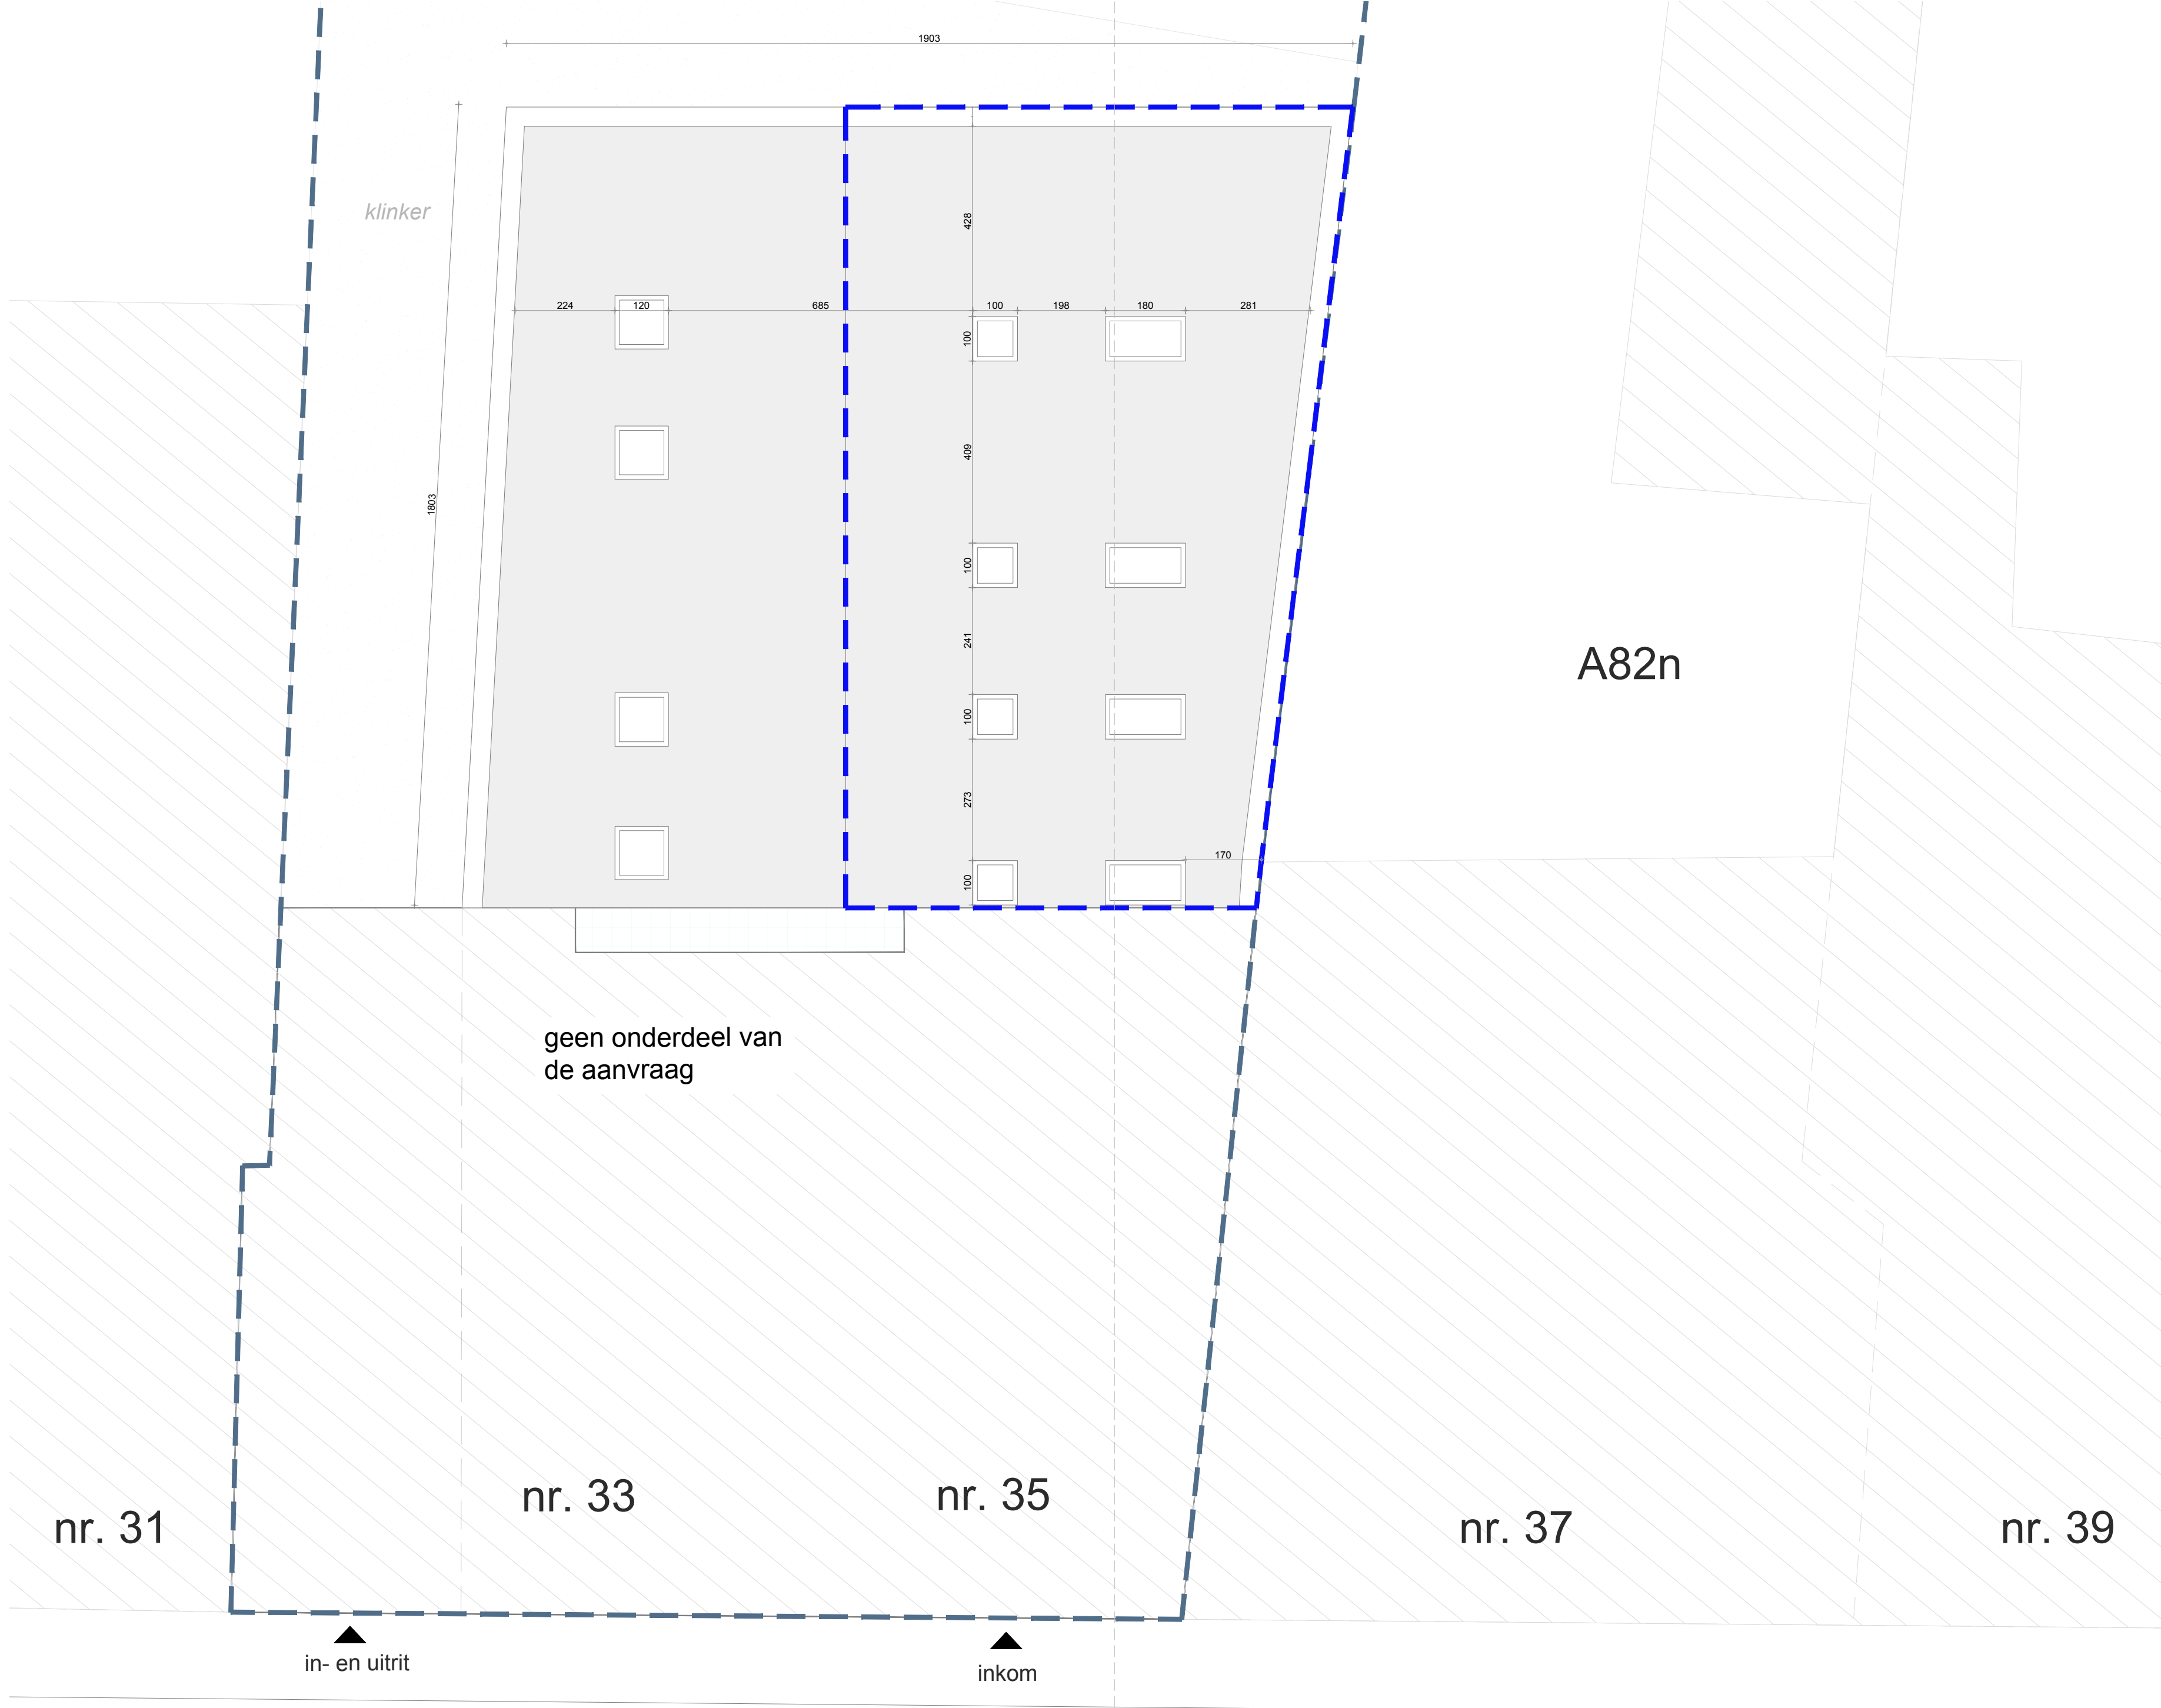 1903
klinker
428
224
120
685
100
198
180
281
100
409
1803
100
241
A82n
100
273
170
100
geen onderdeel van
de aanvraag
nr. 33
nr. 35
nr. 31
nr. 37
nr. 39
in- en uitrit
inkom